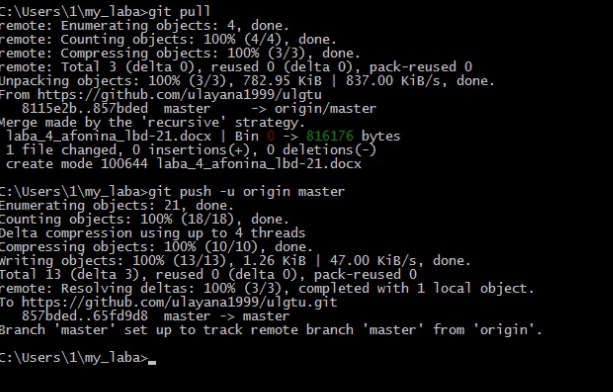 C:\Users\1\my_laba>git pull
remote: Enumerating objects: 4, done.
remote: Counting objects: 100% (4/4), done.
remote: Compressing objects: 100% (3/3), done.
remote: Total 3 (delta 0), reused 0 (delta 0), pack-reused 0
Unpacking objects: 100% (3/3), 782.95 KiB | 837.00 KiB/s, done.
From https://github.com/ulayana1999/ulgtu
   8115e2b..857bded  master     -> origin/master
Merge made by the 'recursive' strategy.
 laba_4_afonina_lbd-21.docx | Bin 0 -> 816176 bytes
 1 file changed, 0 insertions(+), 0 deletions(-)
 create mode 100644 laba_4_afonina_lbd-21.docx
C:\Users\1\my_laba>git push -u origin master
Enumerating objects: 21, done.
Counting objects: 100% (18/18), done.
Delta compression using up to 4 threads
Compressing objects: 100% (10/10), done.
Writing objects: 100% (13/13), 1.26 KiB | 47.00 KiB/s, done.
Total 13 (delta 3), reused 0 (delta 0), pack-reused 0
remote: Resolving deltas: 100% (3/3), completed with 1 local object.
To https://github.com/ulayana1999/ulgtu.git
   857bded..65fd9d8  master -> master
Branch 'master' set up to track remote branch 'master' from 'origin'.
C:\Users\1\my_laba>